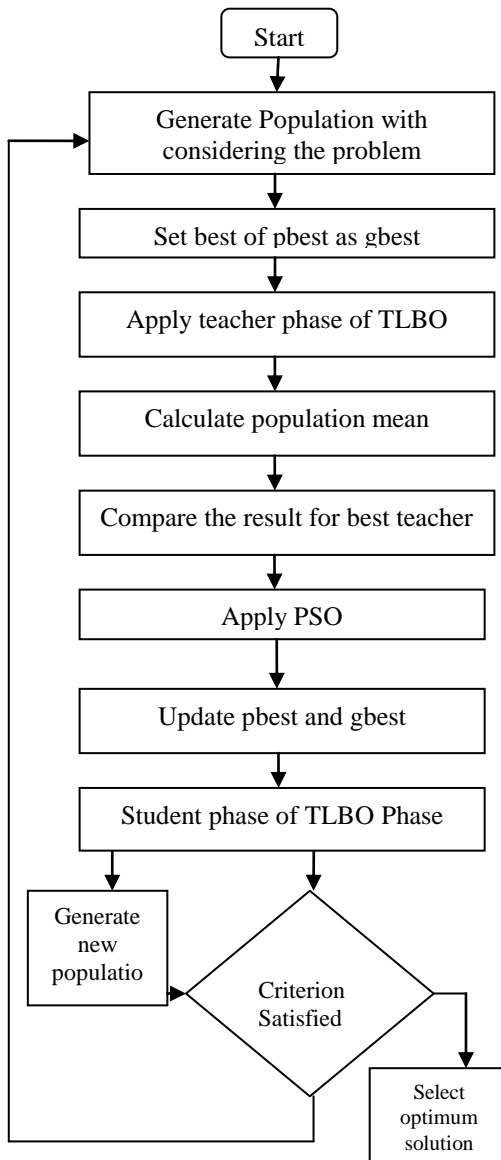 Start
Generate Population with
considering the problem
Set best of pbest as gbest
Apply teacher phase of TLBO
Calculate population mean
Compare the result for best teacher
Apply PSO
Update pbest and gbest
Student phase of TLBO Phase
Generate
new
populatio
Criterion
Satisfied
Select
optimum
solution